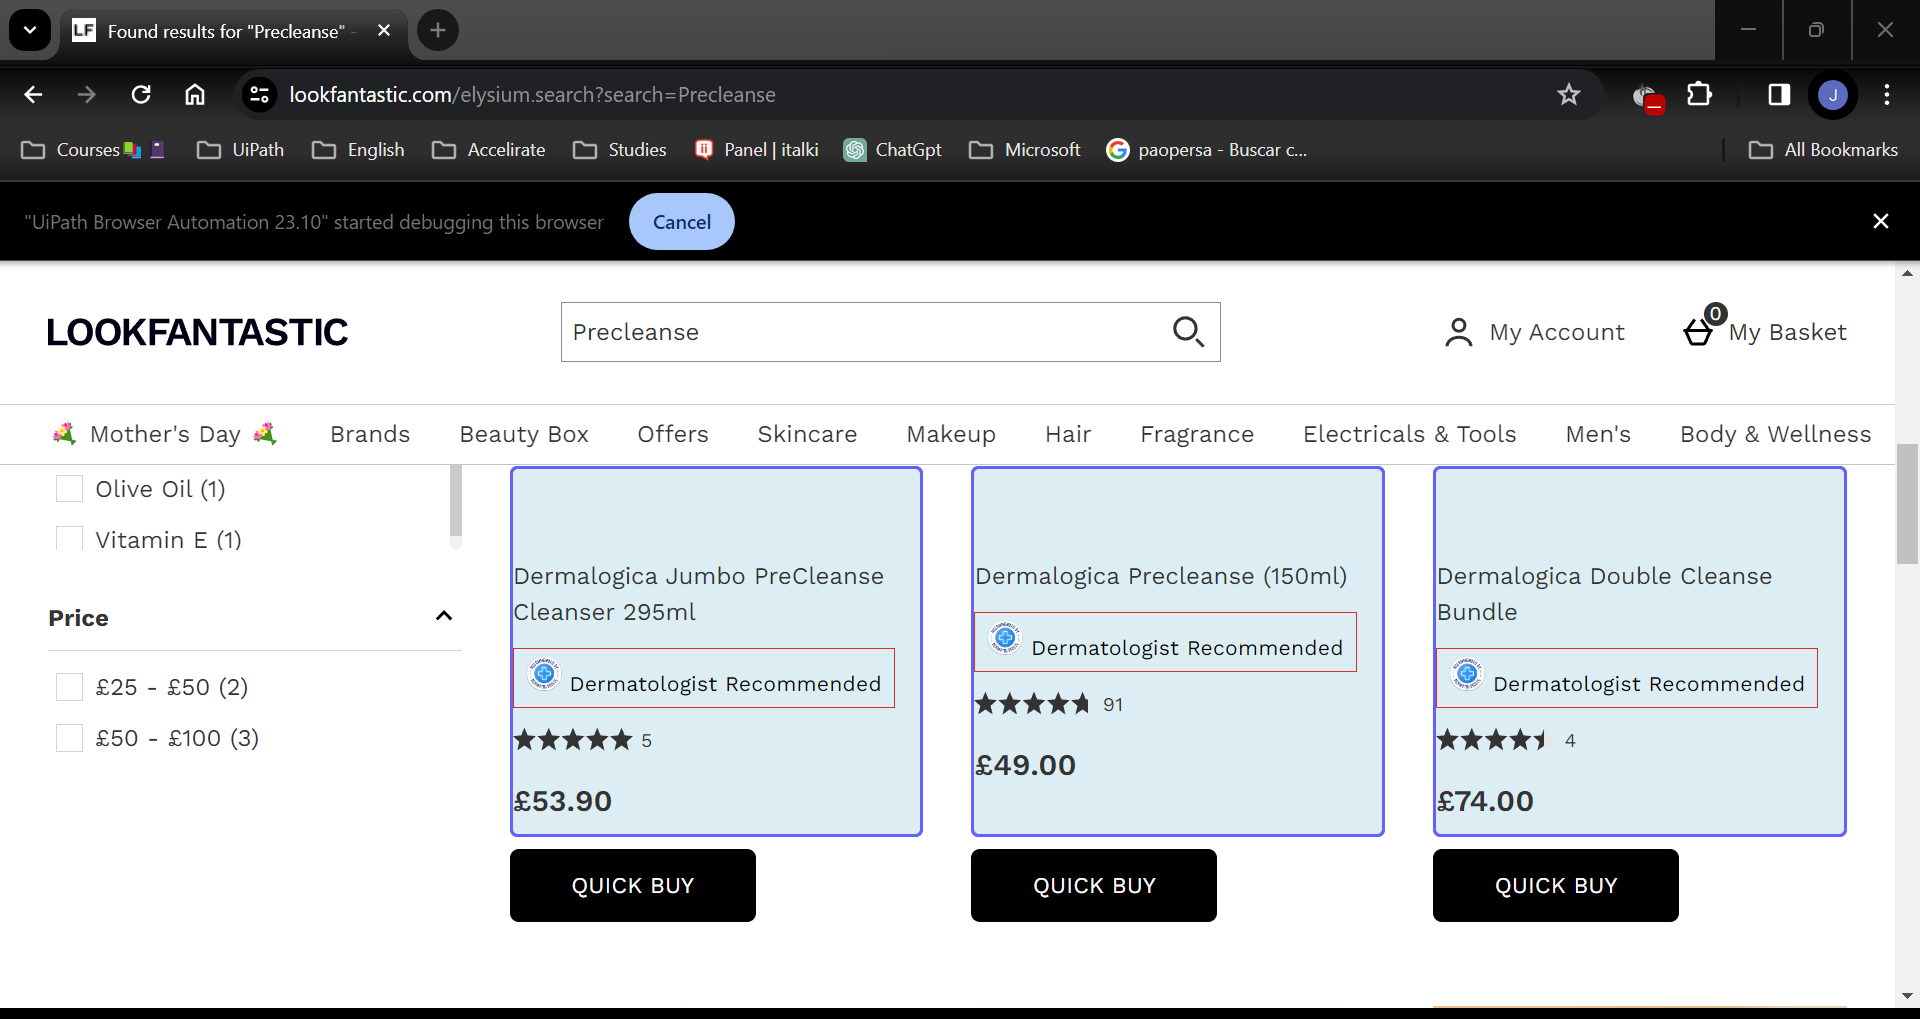 LF Found results for "Precleanse" -
lookfantastic.com/elysium.search?search=Precleanse
J
Courses
UiPath
English
Accelirate
Studies
Panel | italki
ChatGpt
Microsoft
paopersa - Buscar c...
All Bookmarks
"UiPath Browser Automation 23.10" started debugging this browser
Cancel
LOOKFANTASTIC
Precleanse
My Account
0
My Basket
Mother's Day
Brands
Beauty Box
Offers
Skincare
Makeup
Hair
Fragrance
Electricals & Tools
Men's
Body & Wellness
Olive Oil (1)
Vitamin E (1)
Price
£25 - £50 (2)
£50 - £100 (3)
Dermalogica Jumbo PreCleanse
Cleanser 295ml
Dermatologist Recommended
5
£53.90
QUICK BUY
Dermalogica Precleanse (150ml)
Dermatologist Recommended
91
£49.00
QUICK BUY
Dermalogica Double Cleanse
Bundle
Dermatologist Recommended
4
£74.00
QUICK BUY